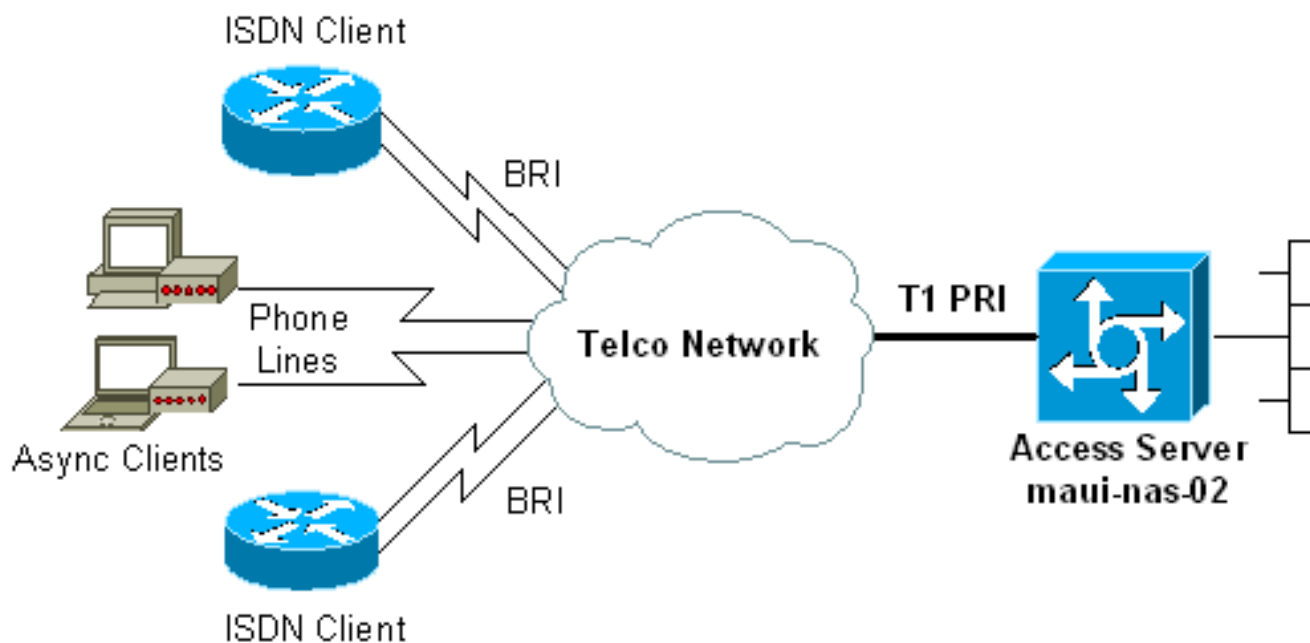 ISDN Client
BRI
Phone
Lines
Telco Network
T1 PRI
Async Clients
Access Server
maui-nas-02
BRI
ISDN Client